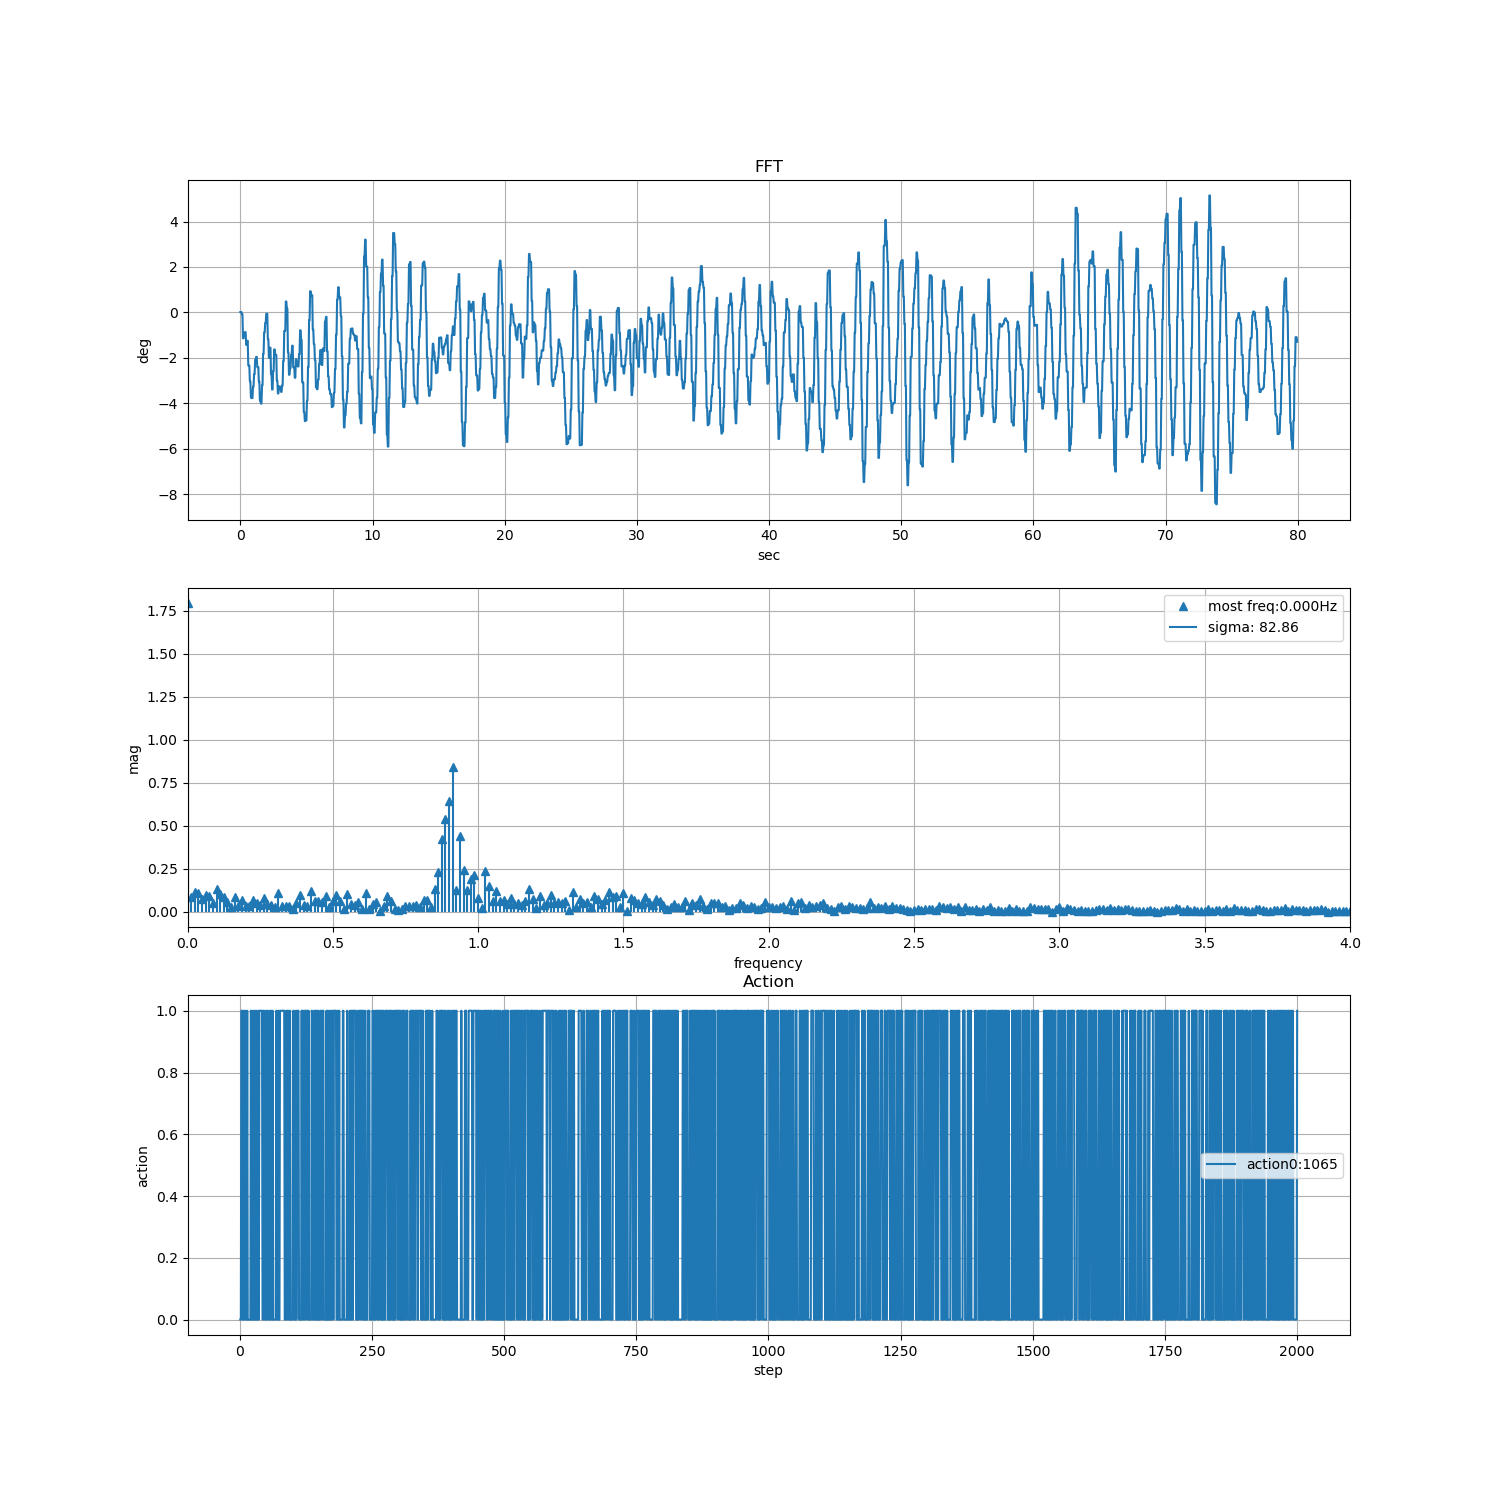 FFT
4
2
0
−2
−4
−6
−8
deg
0 10 20 30 40 50 60 70 80
sec
1.75
1.50
1.25
1.00
0.75
0.50
0.25
0.00
mag
most freq:0.000Hz
sigma: 82.86
0.0 0.5 1.0 1.5 2.0 2.5 3.0 3.5 4.0
frequency
Action
1.0
0.8
0.6
0.4
0.2
0.0
action
action0:1065
0 250 500 750 1000 1250 1500 1750 2000
step